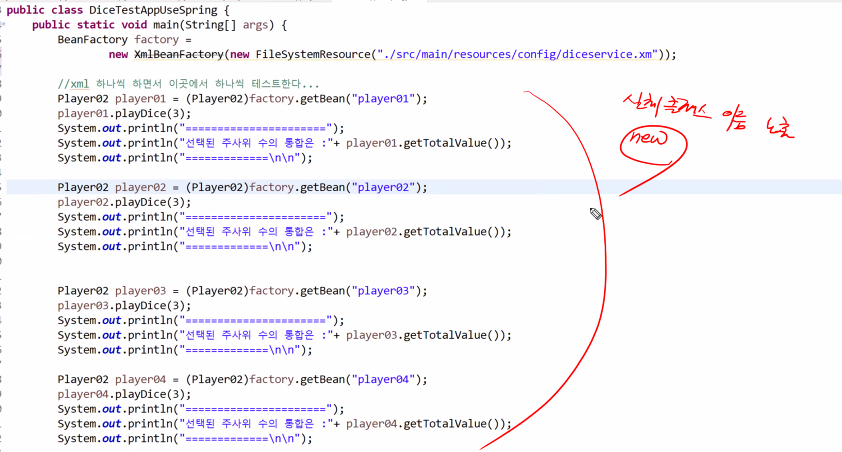 public class DiceTestAppUseSpring {
public static void main(String[] args) {
BeanFactory factory =
new XmlBeanFactory(new FileSystemResource("./src/main/resources/config/diceservice.xm"));
//xml 하나씩 하면서 이곳에서 하나씩 테스트한다...
Player02 player01 = (Player02)factory.getBean("player01");
player01.playDice(3);
System.out.println("======================");
System.out.println("선택된 주사위 수의 통합은 :"+ player01.getTotalValue());
System.out.println("=============\n\n");
Player02 player02 = (Player02)factory.getBean("player02");
player02.playDice(3);
System.out.println("======================");
System.out.println("선택된 주사위 수의 통합은 :"+ player02.getTotalValue());
System.out.println("=============\n\n");
Player02 player03 = (Player02)factory.getBean("player03");
player03.playDice(3);
System.out.println("======================");
System.out.println("선택된 주사위 수의 통합은 :"+ player03.getTotalValue());
System.out.println("=============\n\n");
Player02 player04 = (Player02)factory.getBean("player04");
player04.playDice(3);
System.out.println("======================");
System.out.println("선택된 주사위 수의 통합은 :"+ player04.getTotalValue());
System.out.println("=============\n\n");
실체클래스 이름 노출
new